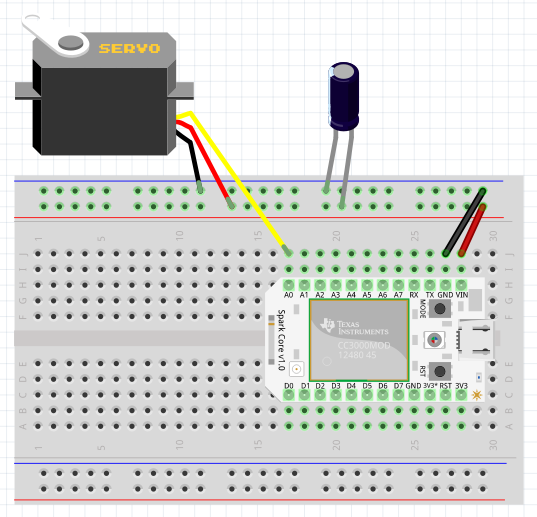 SERVO
1 5 10 15 20 25 30
J
I
H
G
F
A0 A1 A2 A3 A4 A5 A6 A7 RX TX GND VIN
MODE
Spark Core v1.0
TEXAS
INSTRUMENTS
CC3000MOD
12480 45
RST
D0 D1 D2 D3 D4 D5 D6 D7 GND 3V3* RST 3V3
E
D
C
B
A
1 5 10 15 20 25 30